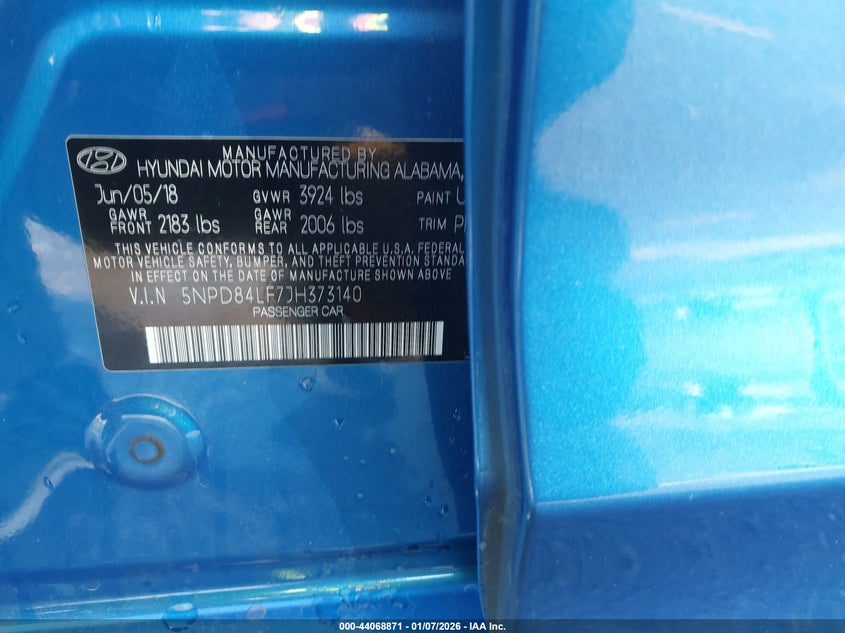 MANUFACTURED BY
HYUNDAI MOTOR MANUFACTURING ALABAMA,
Jun/05/18 GVWR 3924 lbs PAINT
GAWR FRONT 2183 lbs GAWR REAR 2006 lbs TRIM
THIS VEHICLE CONFORMS TO ALL APPLICABLE U.S.A. FEDERAL
MOTOR VEHICLE SAFETY, BUMPER, AND THEFT PREVENTION
IN EFFECT ON THE DATE OF MANUFACTURE SHOWN ABOVE
V.I.N 5NPD84LF7JH373140
PASSENGER CAR
000-44068871 - 01/07/2026 - IAA Inc.